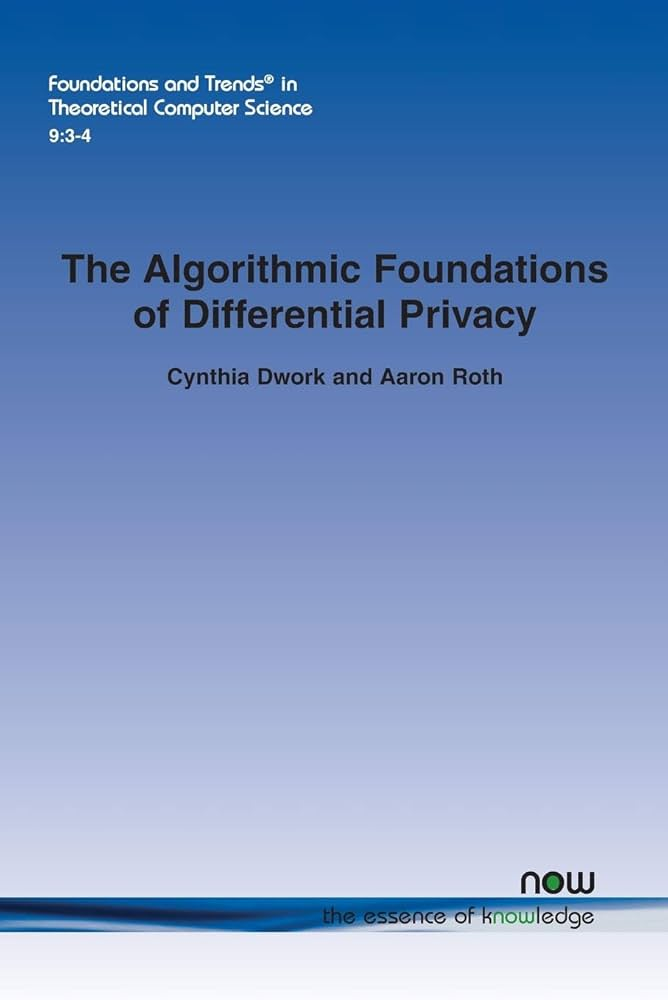 Foundations and Trends® in
Theoretical Computer Science
9:3-4
The Algorithmic Foundations
of Differential Privacy
Cynthia Dwork and Aaron Roth
now
the essence of knowledge